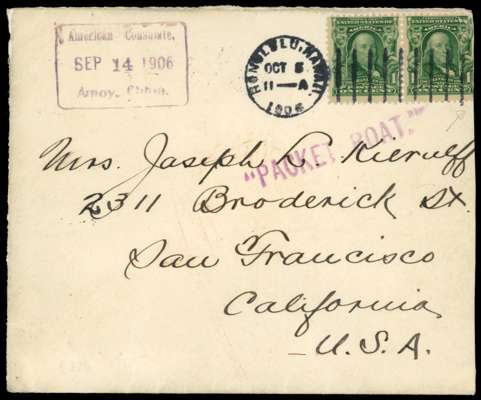 American Consulate,
SEP 14 1906
Amoy, China.
HONOLULU, HAWAII.
OCT 5
11 — A
1906
"PACKET BOAT."
Mrs. Joseph L. Kierulff
2311 Broderick St.
San Francisco
California
U. S. A.